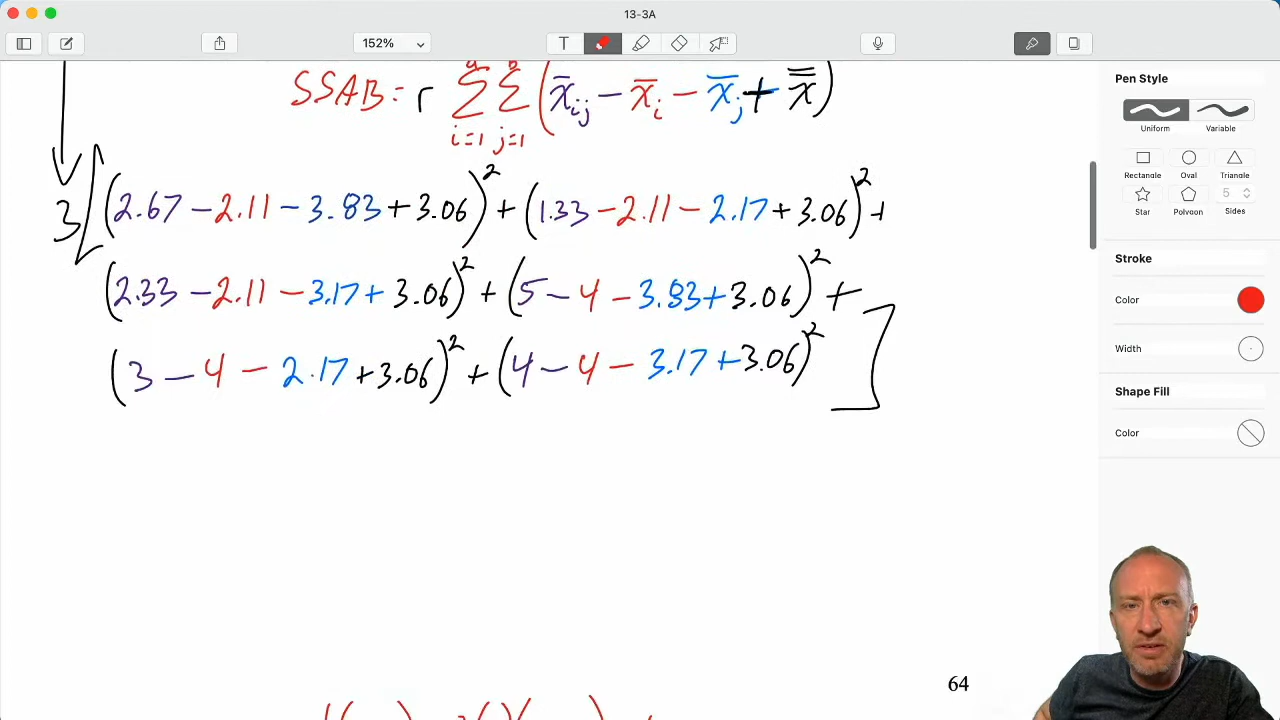 13-3A
152%
T
SSAB = r Σ Σ (x̄ij − x̄i − x̄j + x̿)
i=1 j=1
3[(2.67 − 2.11 − 3.83 + 3.06)² + (1.33 − 2.11 − 2.17 + 3.06)² +
(2.33 − 2.11 − 3.17 + 3.06)² + (5 − 4 − 3.83 + 3.06)² +
(3 − 4 − 2.17 + 3.06)² + (4 − 4 − 3.17 + 3.06)²]
64
Pen Style
Uniform Variable
Rectangle Oval Triangle
5
Star Polygon Sides
Stroke
Color
Width
Shape Fill
Color